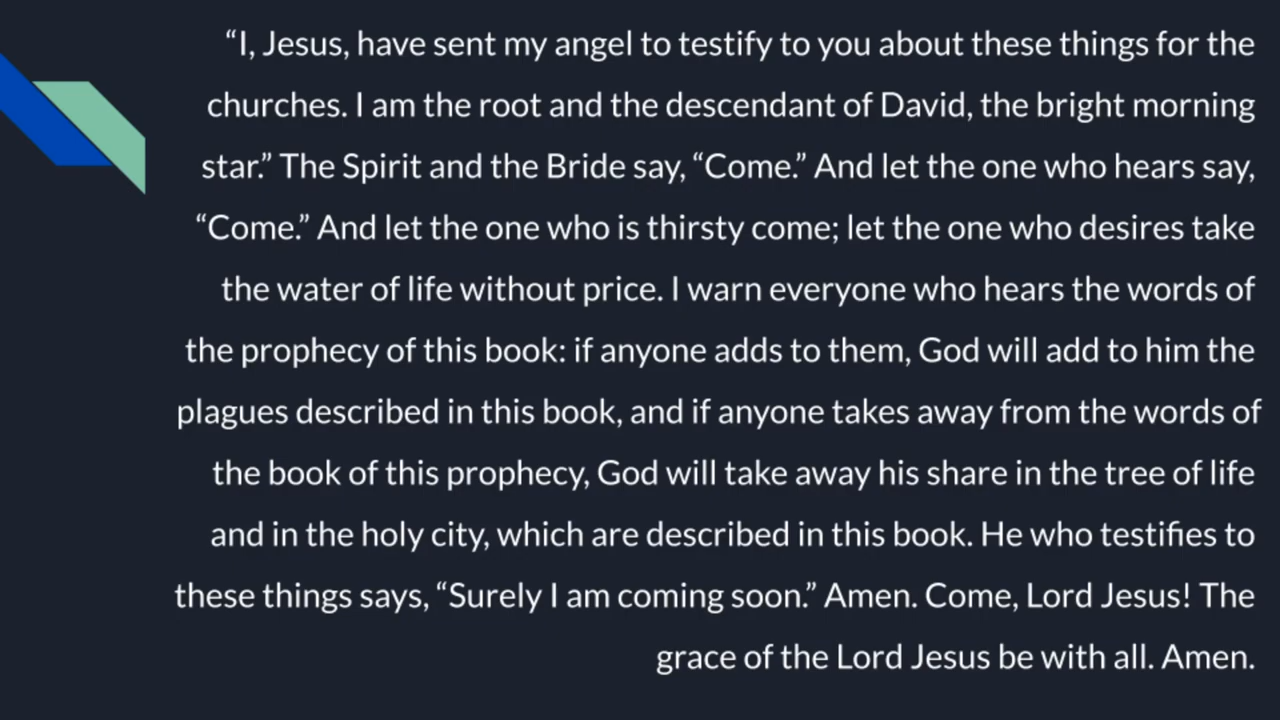 “I, Jesus, have sent my angel to testify to you about these things for the
churches. I am the root and the descendant of David, the bright morning
star.” The Spirit and the Bride say, “Come.” And let the one who hears say,
“Come.” And let the one who is thirsty come; let the one who desires take
the water of life without price. I warn everyone who hears the words of
the prophecy of this book: if anyone adds to them, God will add to him the
plagues described in this book, and if anyone takes away from the words of
the book of this prophecy, God will take away his share in the tree of life
and in the holy city, which are described in this book. He who testifies to
these things says, “Surely I am coming soon.” Amen. Come, Lord Jesus! The
grace of the Lord Jesus be with all. Amen.